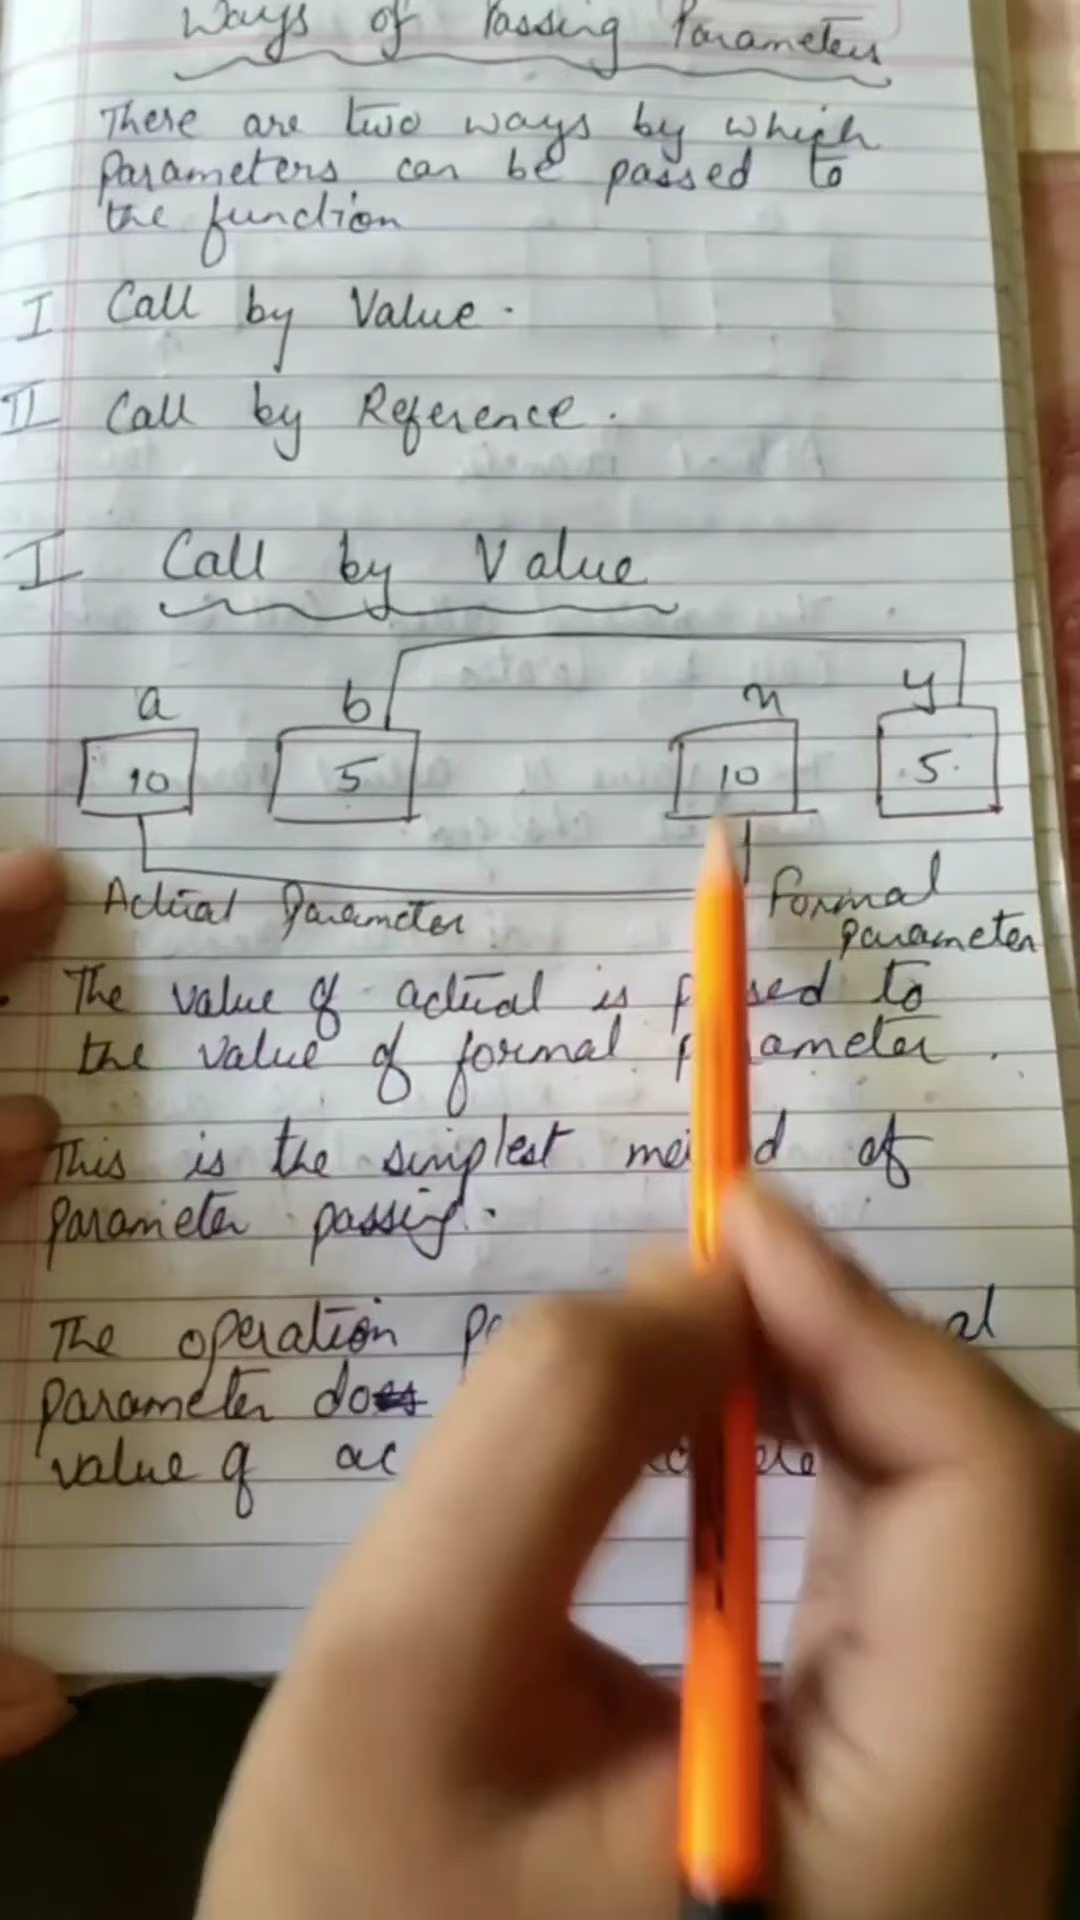 Ways of Passing Parameters
There are two ways by which
parameters can be passed to
the function
I Call by Value.
II Call by Reference.
I Call by Value
a b x y
10 5 10 5
Actual Parameter Formal
parameter
The value of actual is to
the value of formal
This is the simplest of
parameter passing.
The operation
parameter
value of